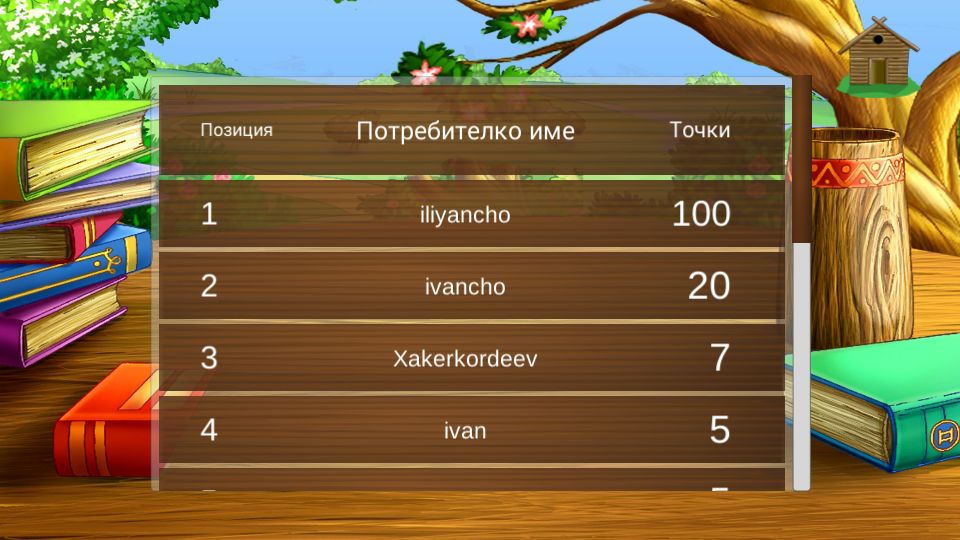 Позиция Потребителко име Точки
1 iliyancho 100
2 ivancho 20
3 Xakerkordeev 7
4 ivan 5